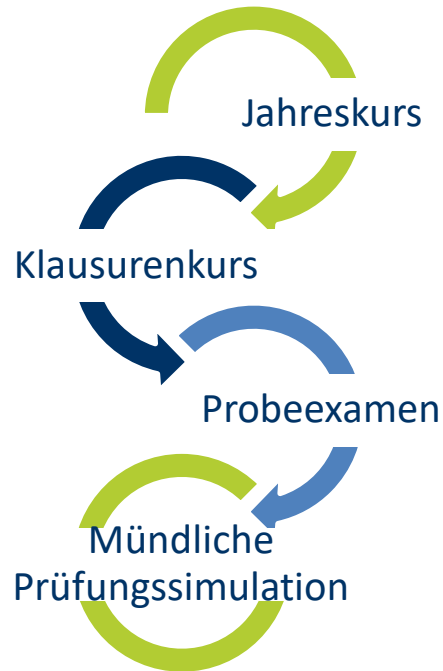 Jahreskurs
Klausurenkurs
Probeexamen
Mündliche
Prüfungssimulation